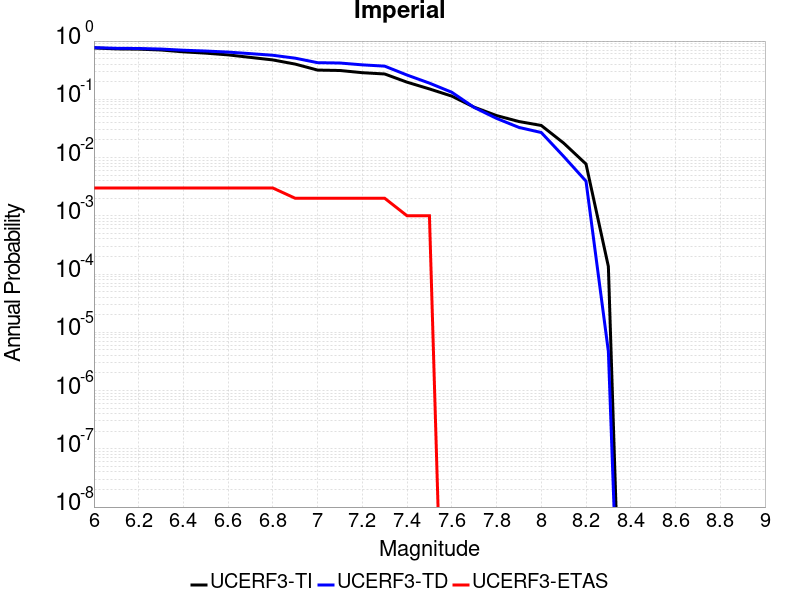 Imperial
Annual Probability
10^0
10^-1
10^-2
10^-3
10^-4
10^-5
10^-6
10^-7
10^-8
6 6.2 6.4 6.6 6.8 7 7.2 7.4 7.6 7.8 8 8.2 8.4 8.6 8.8 9
Magnitude
UCERF3-TI UCERF3-TD UCERF3-ETAS